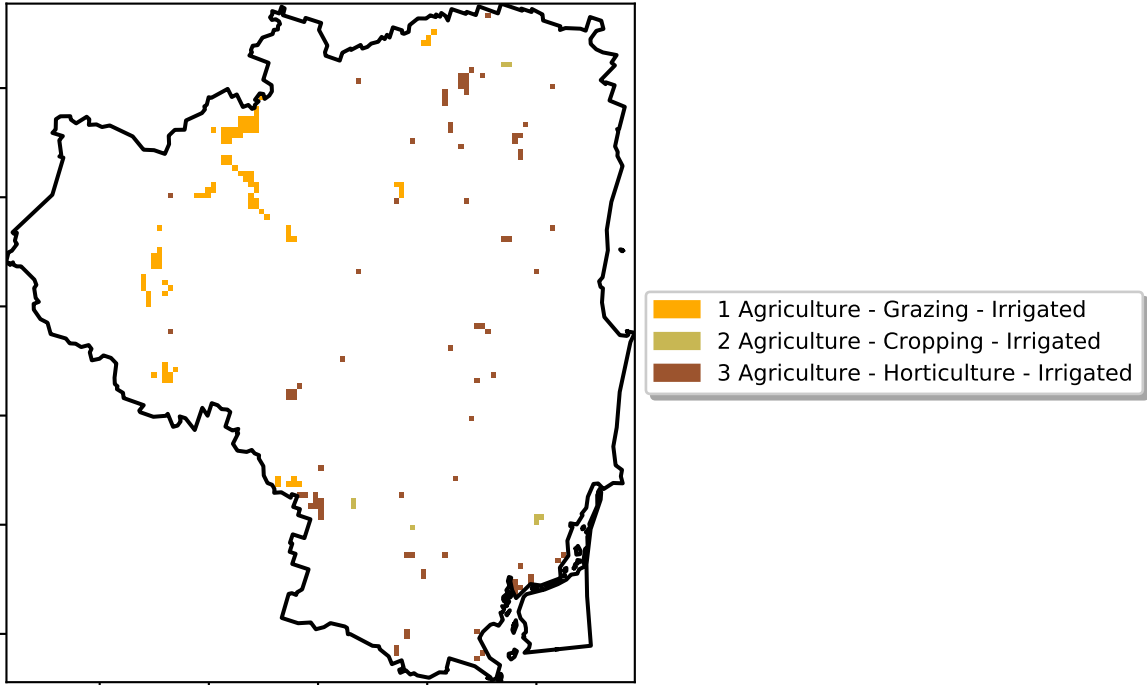 1 Agriculture - Grazing - Irrigated
2 Agriculture - Cropping - Irrigated
3 Agriculture - Horticulture - Irrigated